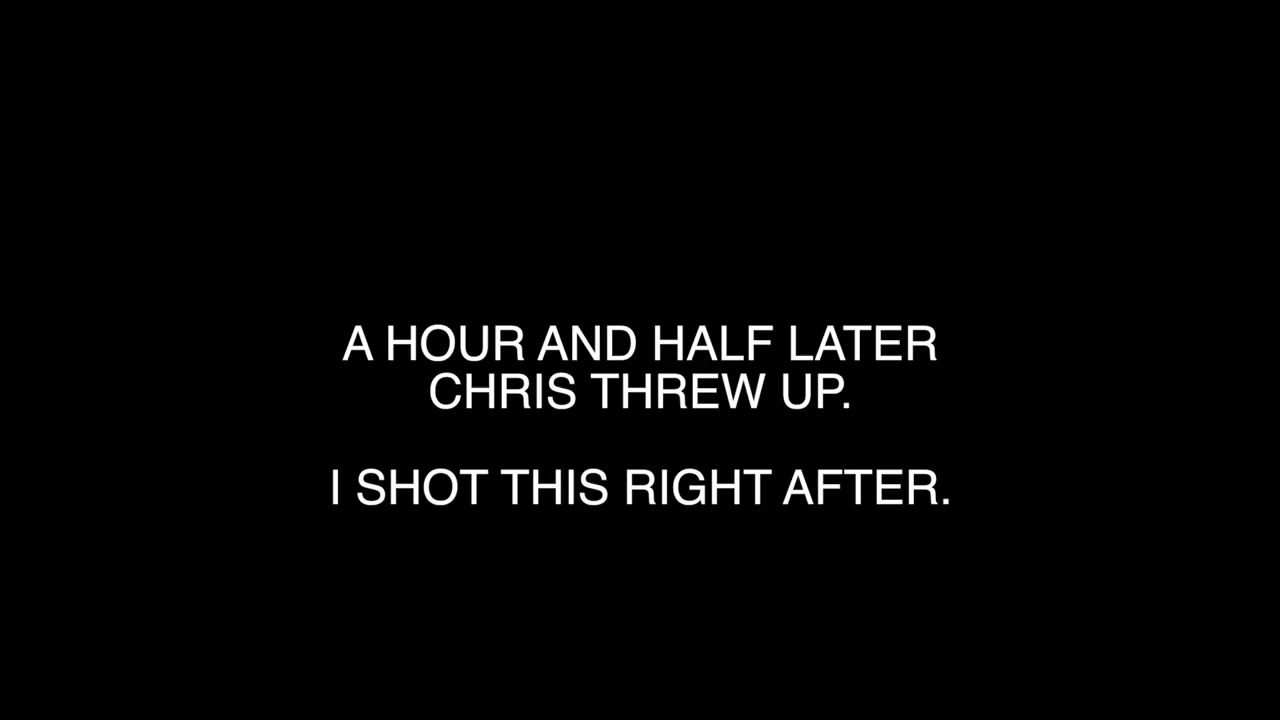 A HOUR AND HALF LATER
CHRIS THREW UP.
I SHOT THIS RIGHT AFTER.